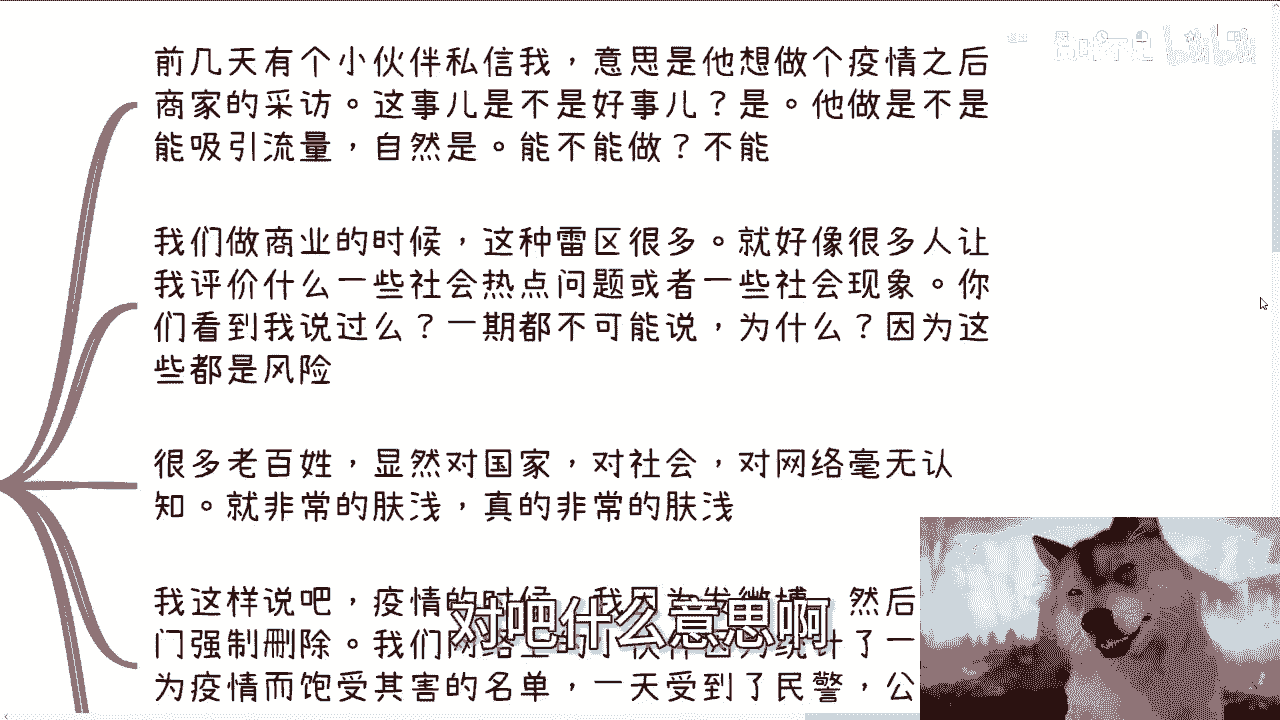 前几天有个小伙伴私信我，意思是他想做个疫情之后
商家的采访。这事儿是不是好事儿？是。他做是不是
能吸引流量，自然是。能不能做？不能
我们做商业的时候，这种雷区很多。就好像很多人让
我评价什么一些社会热点问题或者一些社会现象。你
们看到我说过么？一期都不可能说，为什么？因为这
些都是风险
很多老百姓，显然对国家，对社会，对网络毫无认
知。就非常的肤浅，真的非常的肤浅
我这样说吧，疫情的时候，我因为发微博，然后
门强制删除。我们网络上的小伙伴因为统计了一
为疫情而饱受其害的名单，一天受到了民警，公
对吧什么意思啊